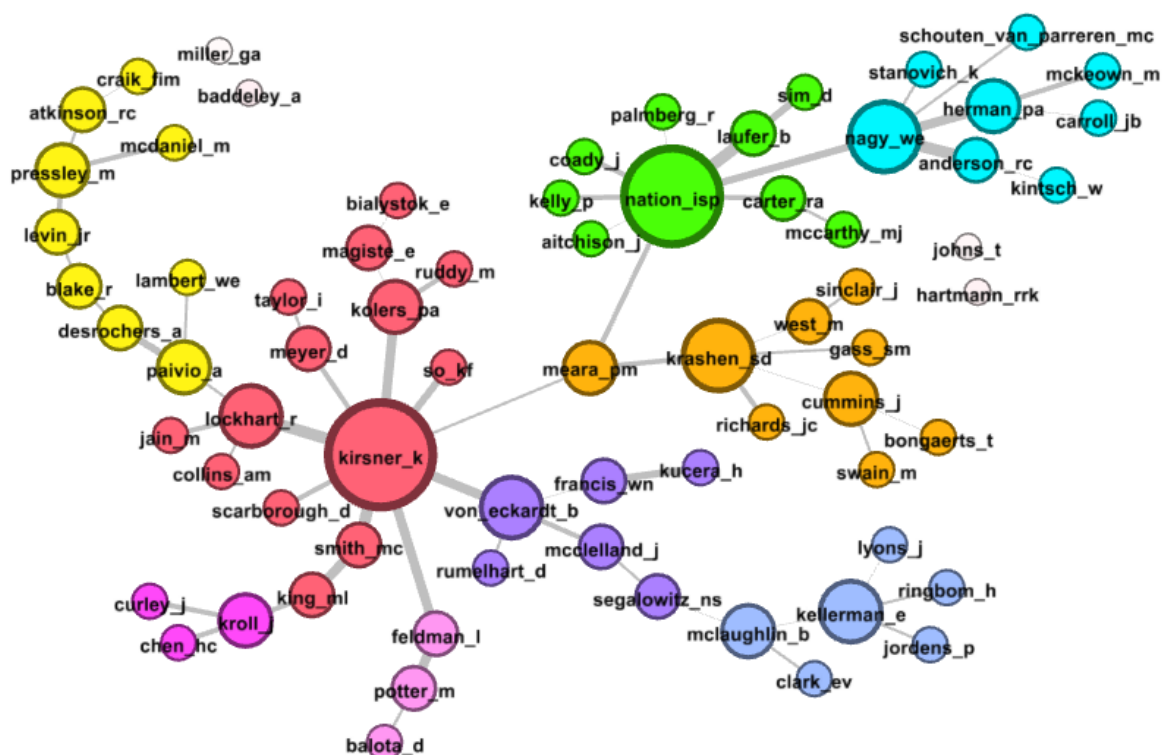 schouten_van_parreren_mc
miller_ga
craik_fim
stanovich_k
mckeown_m
baddeley_a
sim_d
atkinson_rc
palmberg_r
herman_pa
carroll_jb
laufer_b
nagy_we
mcdaniel_m
coady_j
anderson_rc
pressley_m
kintsch_w
bialystok_e
kelly_p
nation_isp
carter_ra
levin_jr
aitchison_j
mccarthy_mj
magiste_e
johns_t
ruddy_m
lambert_we
blake_r
sinclair_j
hartmann_rrk
taylor_i
kolers_pa
desrochers_a
west_m
meyer_d
gass_sm
paivio_a
so_kf
meara_pm
krashen_sd
cummins_j
lockhart_r
richards_jc
jain_m
bongaerts_t
kirsner_k
collins_am
kucera_h
swain_m
francis_wn
scarborough_d
von_eckardt_b
smith_mc
mcclelland_j
lyons_j
rumelhart_d
ringbom_h
king_ml
segalowitz_ns
curley_j
kellerman_e
kroll_j
feldman_l
mclaughlin_b
chen_hc
jordens_p
clark_ev
potter_m
balota_d